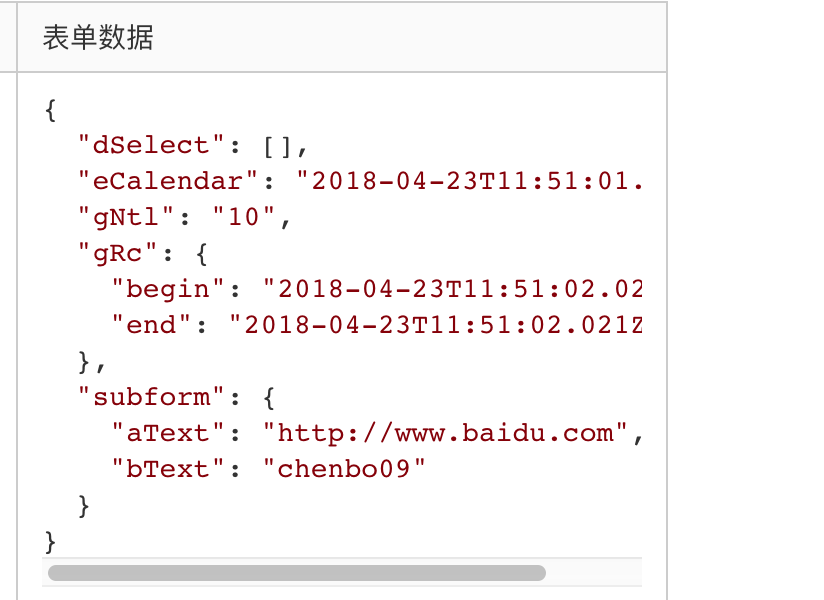 表单数据
{
  "dSelect": [],
  "eCalendar": "2018-04-23T11:51:01.
  "gNtl": "10",
  "gRc": {
    "begin": "2018-04-23T11:51:02.02
    "end": "2018-04-23T11:51:02.021Z
  },
  "subform": {
    "aText": "http://www.baidu.com",
    "bText": "chenbo09"
  }
}